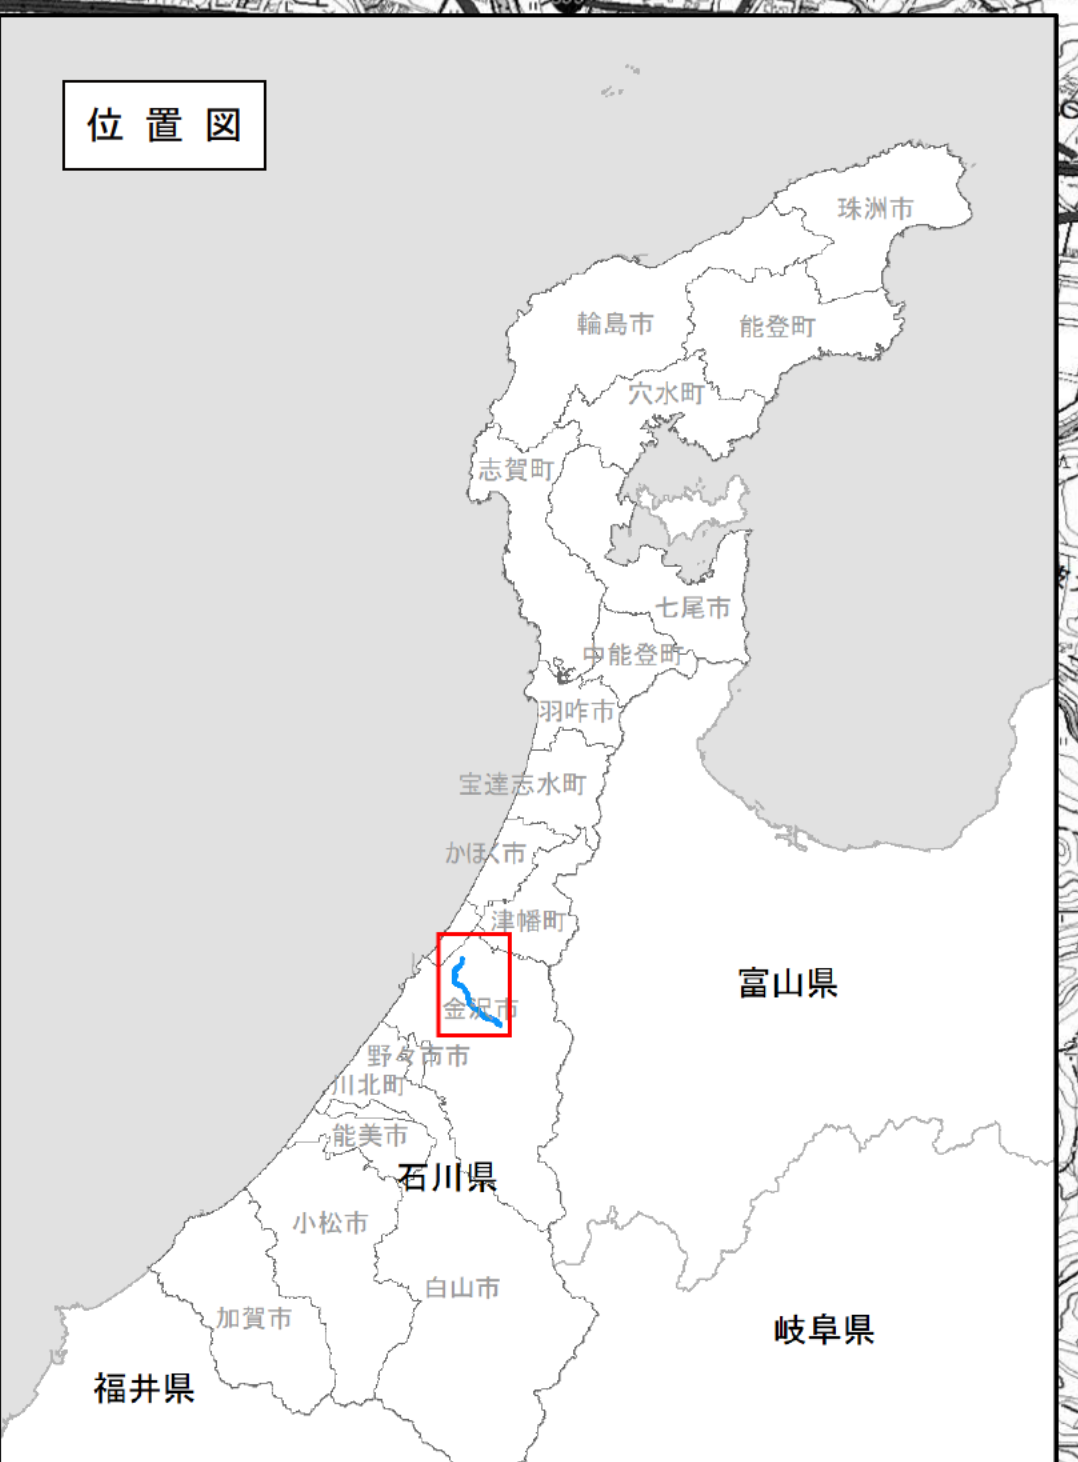 位置図
珠洲市
輪島市
能登町
穴水町
志賀町
七尾市
中能登町
羽咋市
宝達志水町
かほく市
津幡町
富山県
金沢市
野々市市
川北町
能美市
石川県
小松市
白山市
加賀市
岐阜県
福井県